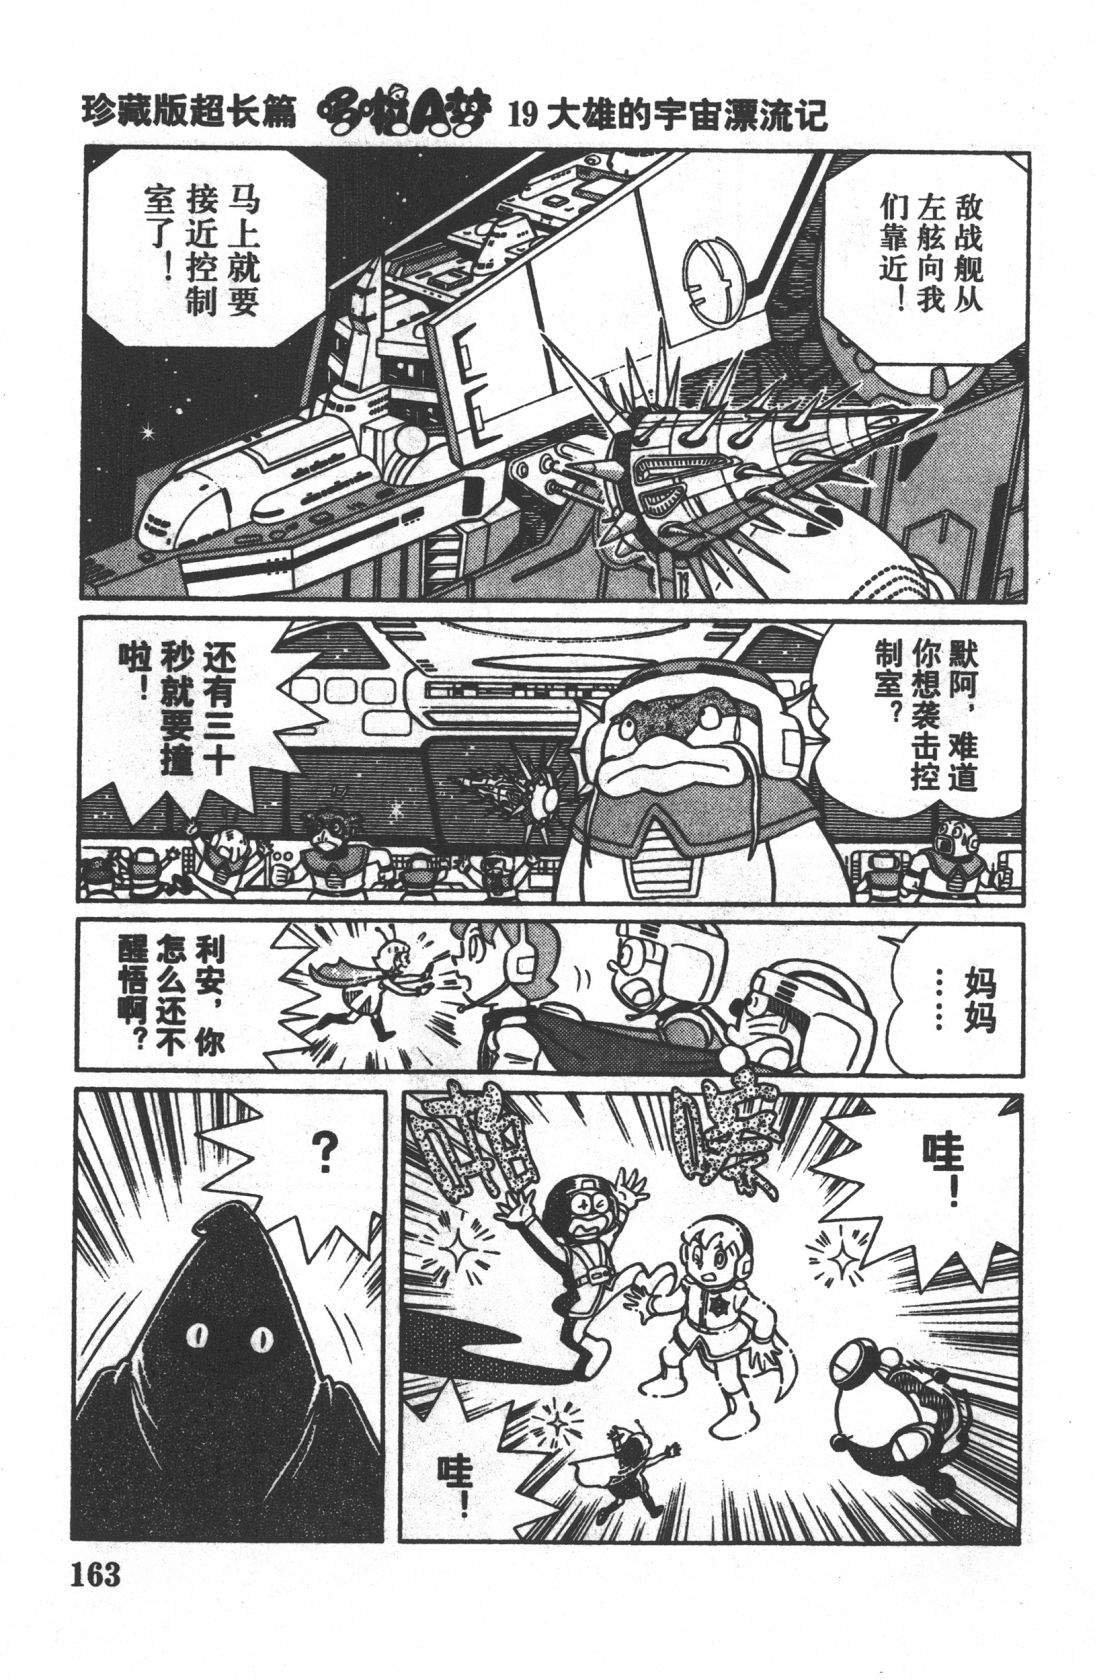 珍藏版超长篇 哆啦A梦 19 大雄的宇宙漂流记
敌战舰从
左舷向我
们靠近！
马上就要
接近控制
室了！
默阿，难道
你想袭击控
制室？
还有三十
秒就要撞
啦！
妈妈
……
利安，你
怎么还不
醒悟啊？
哇！
哇！
？
163